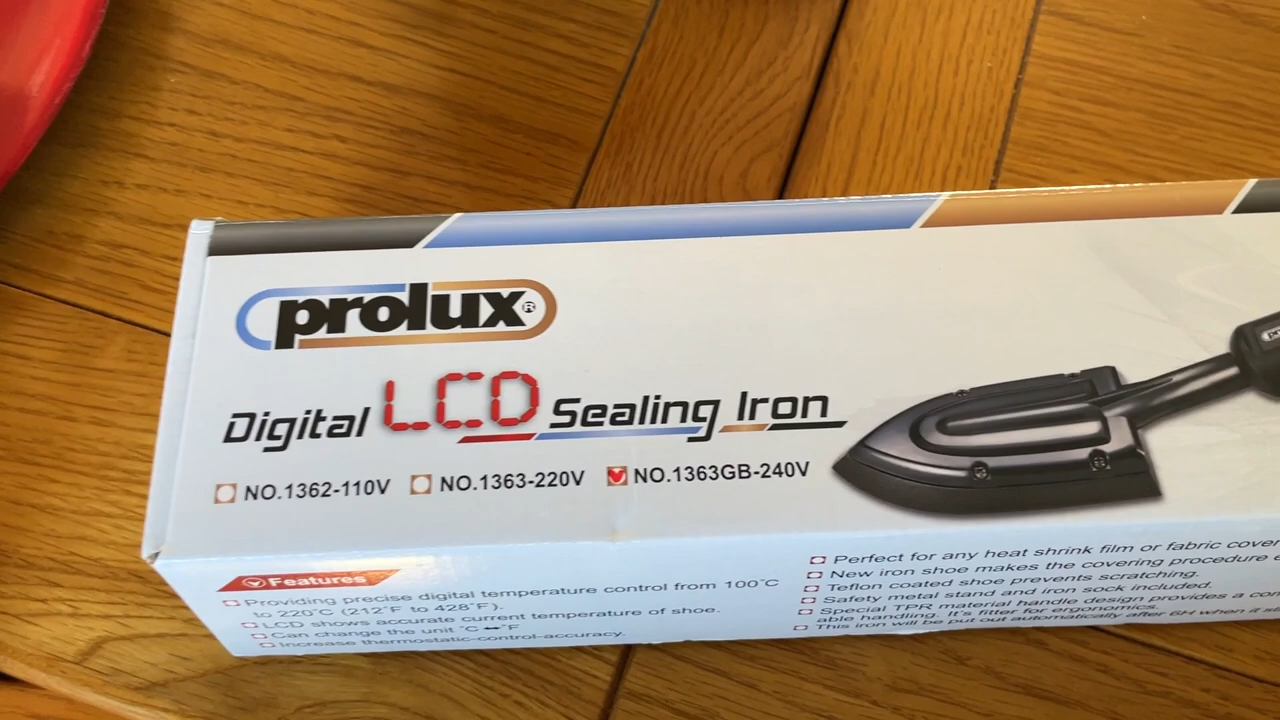 prolux®
Digital LCD Sealing Iron
NO.1362-110V NO.1363-220V NO.1363GB-240V
Features
Providing precise digital temperature control from 100°C
to 220°C (212°F to 428°F).
LCD shows accurate current temperature of shoe.
Can change the unit °C ↔ °F
Increase thermostatic-control-accuracy.
Perfect for any heat shrink film or fabric cover
New iron shoe makes the covering procedure
Teflon coated shoe prevents scratching.
Safety metal stand and iron sock included.
Special TPR material handle design provides a
able handling. It's fitter for ergonomics.
This iron will be put out automatically after 6H when it